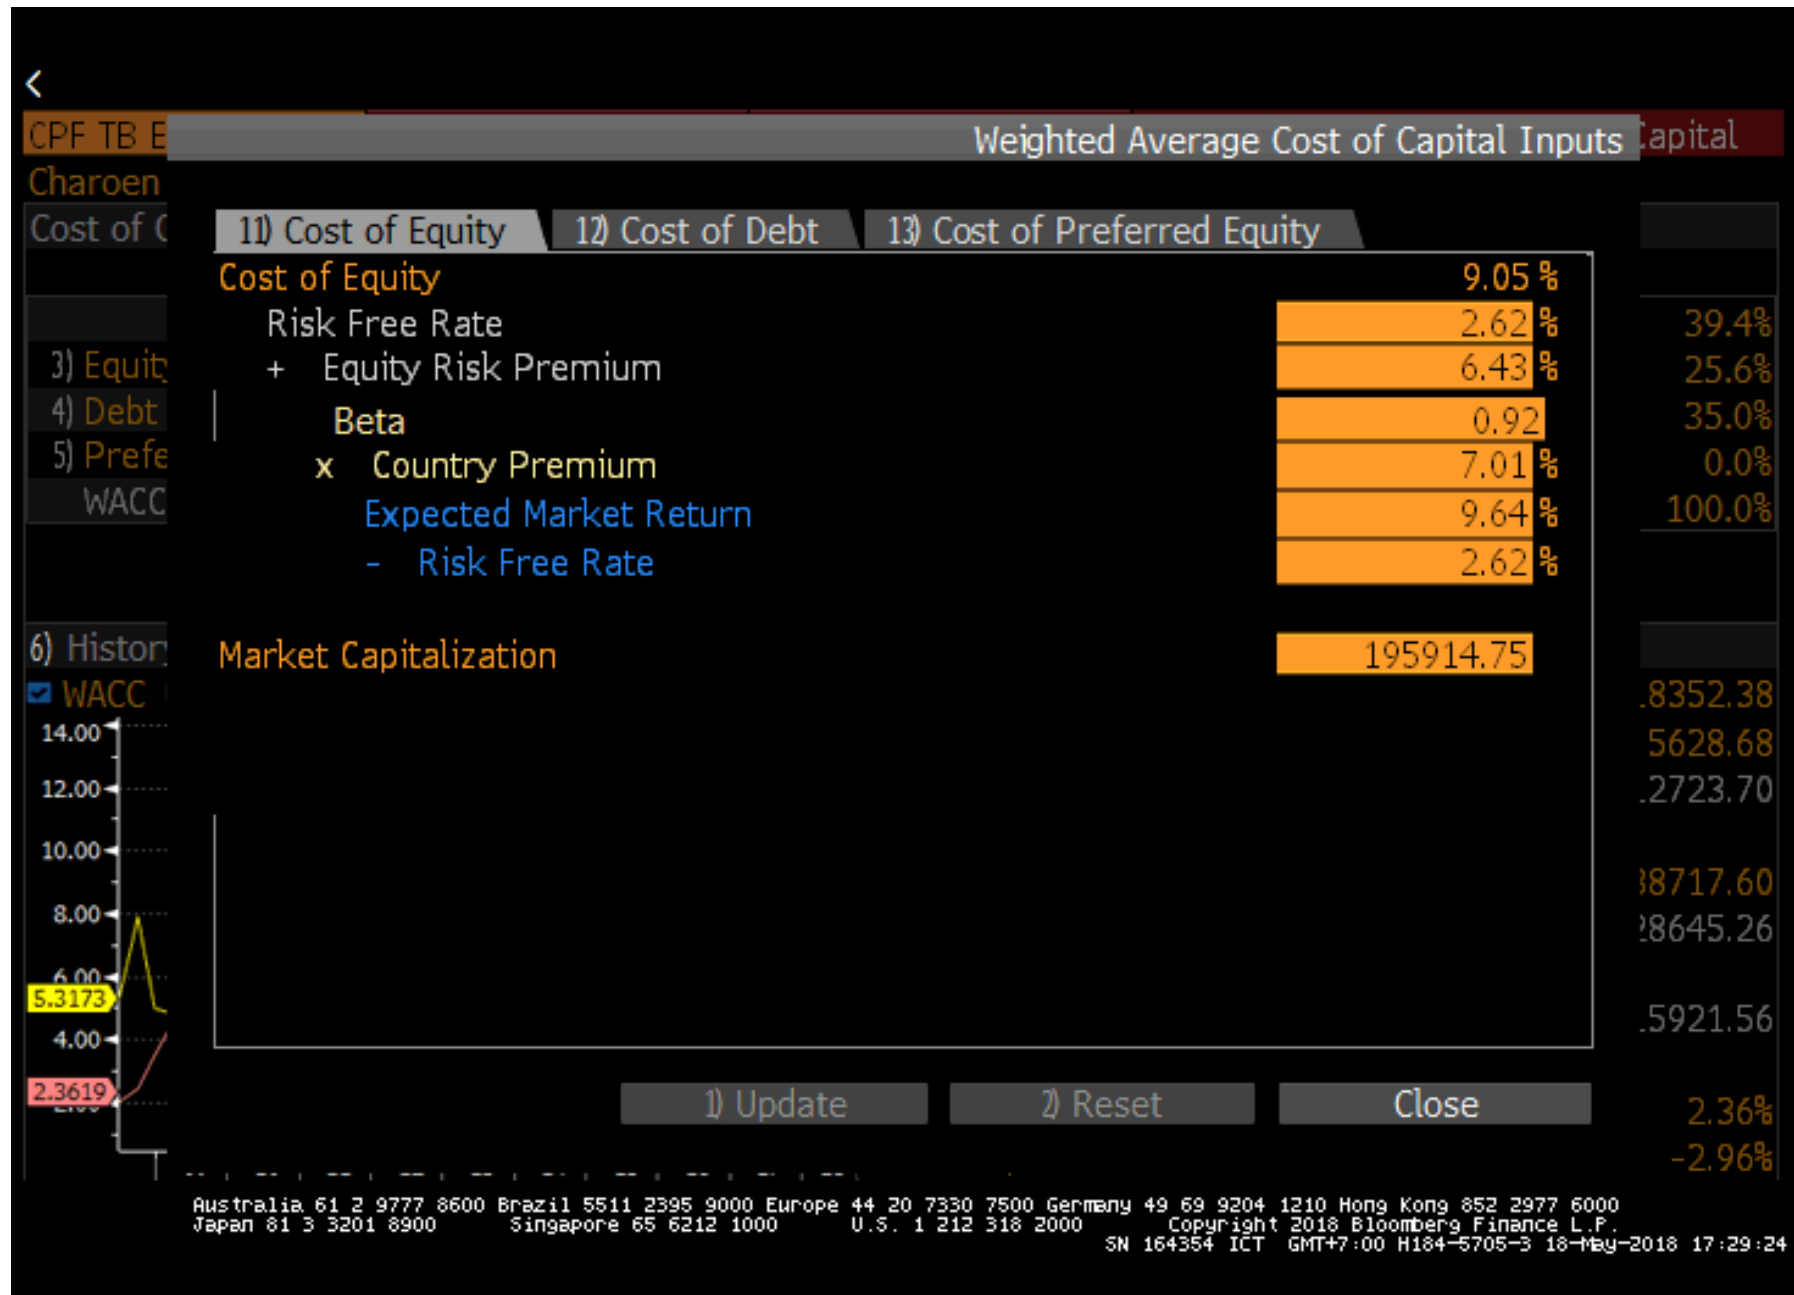 <
CPF TB E Weighted Average Cost of Capital Inputs Capital
Charoen
Cost of C 11) Cost of Equity 12) Cost of Debt 13) Cost of Preferred Equity
Cost of Equity 9.05 %
Risk Free Rate 2.62 % 39.4%
3) Equity + Equity Risk Premium 6.43 % 25.6%
4) Debt Beta 0.92 35.0%
5) Prefe x Country Premium 7.01 % 0.0%
WACC Expected Market Return 9.64 % 100.0%
- Risk Free Rate 2.62 %
6) History Market Capitalization 195914.75
WACC 8352.38
14.00 5628.68
12.00 2723.70
10.00
8.00 8717.60
28645.26
6.00
5.3173
4.00 5921.56
2.3619 1) Update 2) Reset Close 2.36%
-2.96%
Australia 61 2 9777 8600 Brazil 5511 2395 9000 Europe 44 20 7330 7500 Germany 49 69 9204 1210 Hong Kong 852 2977 6000
Japan 81 3 3201 8900 Singapore 65 6212 1000 U.S. 1 212 318 2000 Copyright 2018 Bloomberg Finance L.P.
SN 164354 ICT GMT+7:00 H184-5705-3 18-May-2018 17:29:24